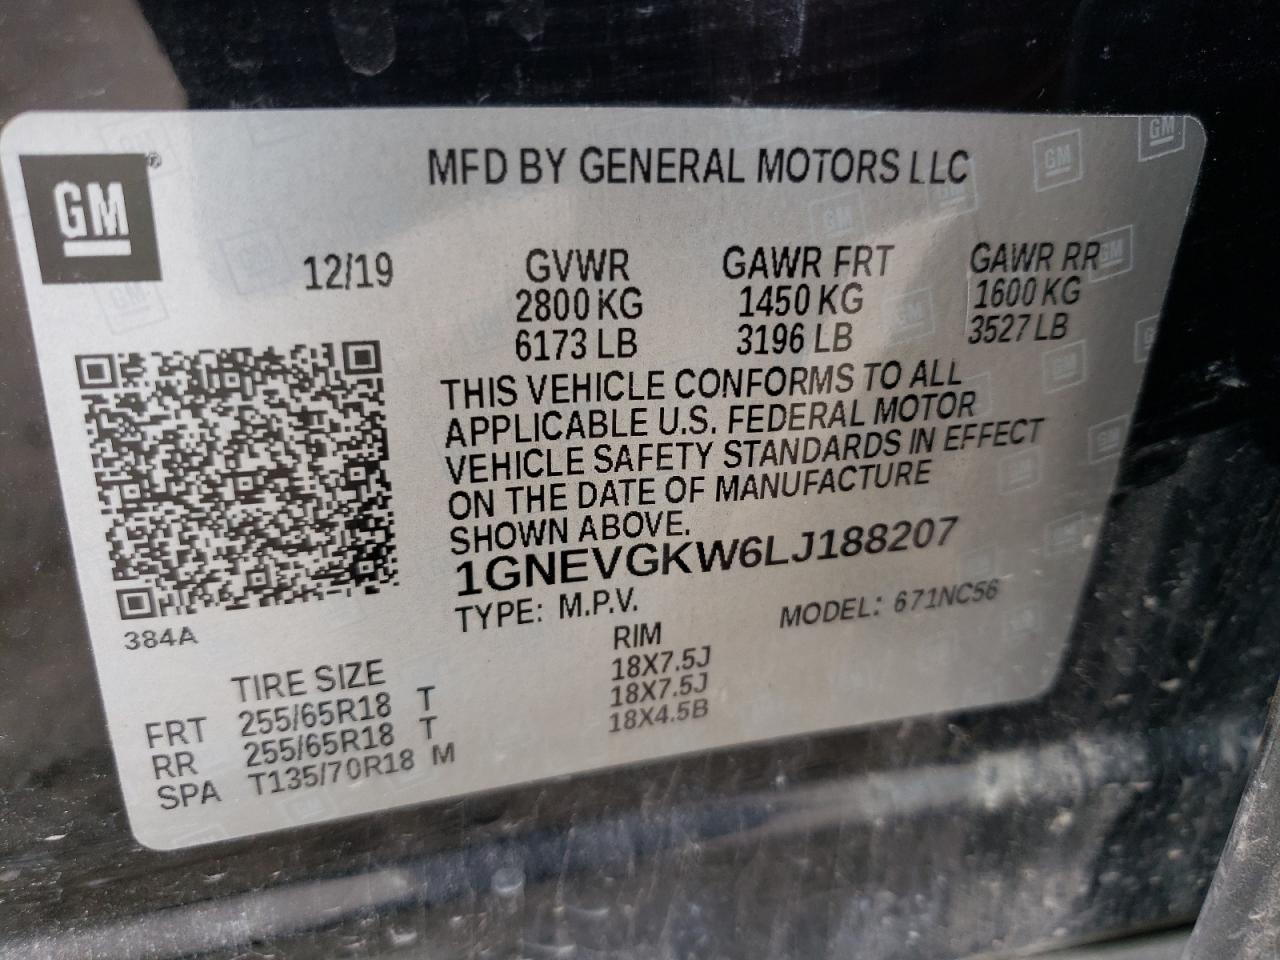 GM®
MFD BY GENERAL MOTORS LLC
12/19 GVWR GAWR FRT GAWR RR
2800 KG 1450 KG 1600 KG
6173 LB 3196 LB 3527 LB
THIS VEHICLE CONFORMS TO ALL
APPLICABLE U.S. FEDERAL MOTOR
VEHICLE SAFETY STANDARDS IN EFFECT
ON THE DATE OF MANUFACTURE
SHOWN ABOVE.
1GNEVGKW6LJ188207
TYPE: M.P.V. MODEL: 671NC56
384A
TIRE SIZE RIM
FRT 255/65R18 T 18X7.5J
RR 255/65R18 T 18X7.5J
SPA T135/70R18 M 18X4.5B